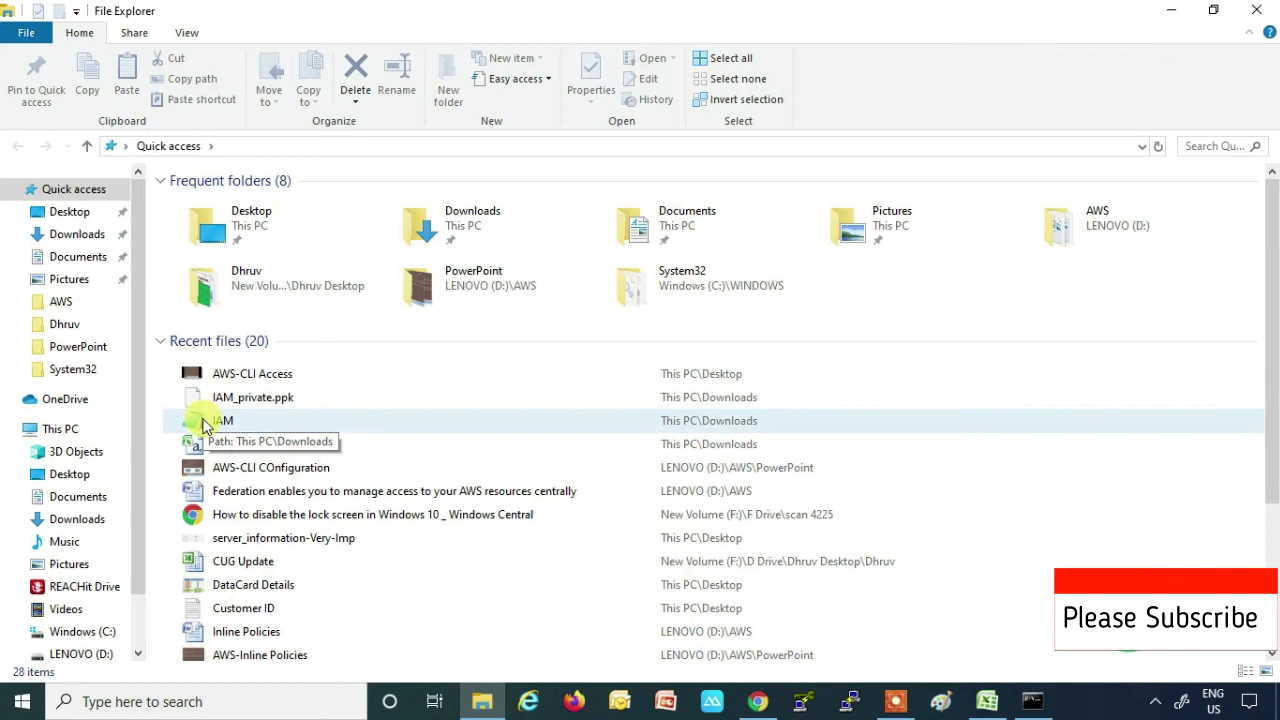 File Explorer
File Home Share View
Pin to Quick access
Copy
Paste
Cut
Copy path
Paste shortcut
Clipboard
Move to
Copy to
Delete
Rename
Organize
New folder
New item
Easy access
New
Properties
Open
Edit
History
Open
Select all
Select none
Invert selection
Select
Quick access
Search Qu...
Quick access
Desktop
Downloads
Documents
Pictures
AWS
Dhruv
PowerPoint
System32
OneDrive
This PC
3D Objects
Desktop
Documents
Downloads
Music
Pictures
REACHit Drive
Videos
Windows (C:)
LENOVO (D:)
Frequent folders (8)
Desktop
This PC
Downloads
This PC
Documents
This PC
Pictures
This PC
AWS
LENOVO (D:)
Dhruv
New Volu...\Dhruv Desktop
PowerPoint
LENOVO (D:)\AWS
System32
Windows (C:)\WINDOWS
Recent files (20)
AWS-CLI Access This PC\Desktop
IAM_private.ppk This PC\Downloads
IAM This PC\Downloads
Path: This PC\Downloads
This PC\Downloads
AWS-CLI COnfiguration LENOVO (D:)\AWS\PowerPoint
Federation enables you to manage access to your AWS resources centrally LENOVO (D:)\AWS
How to disable the lock screen in Windows 10 _ Windows Central New Volume (F:)\F Drive\scan 4225
server_information-Very-Imp This PC\Desktop
CUG Update New Volume (F:)\D Drive\Dhruv Desktop\Dhruv
DataCard Details This PC\Desktop
Customer ID This PC\Desktop
Inline Policies LENOVO (D:)\AWS
AWS-Inline Policies LENOVO (D:)\AWS\PowerPoint
Please Subscribe
28 items
Type here to search
ENG
US